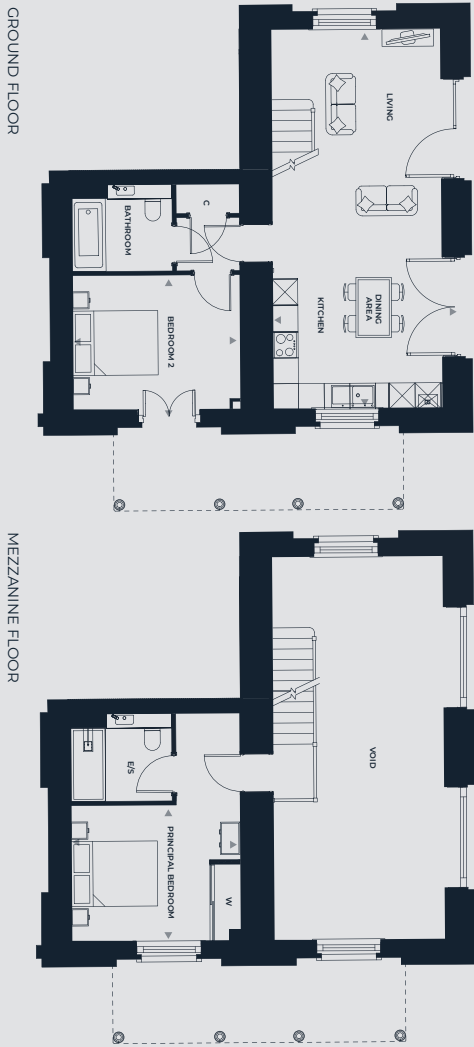 GROUND FLOOR
LIVING
C
BATHROOM
BEDROOM 2
KITCHEN
DINING
AREA
B
MEZZANINE FLOOR
VOID
E/S
PRINCIPAL BEDROOM
W